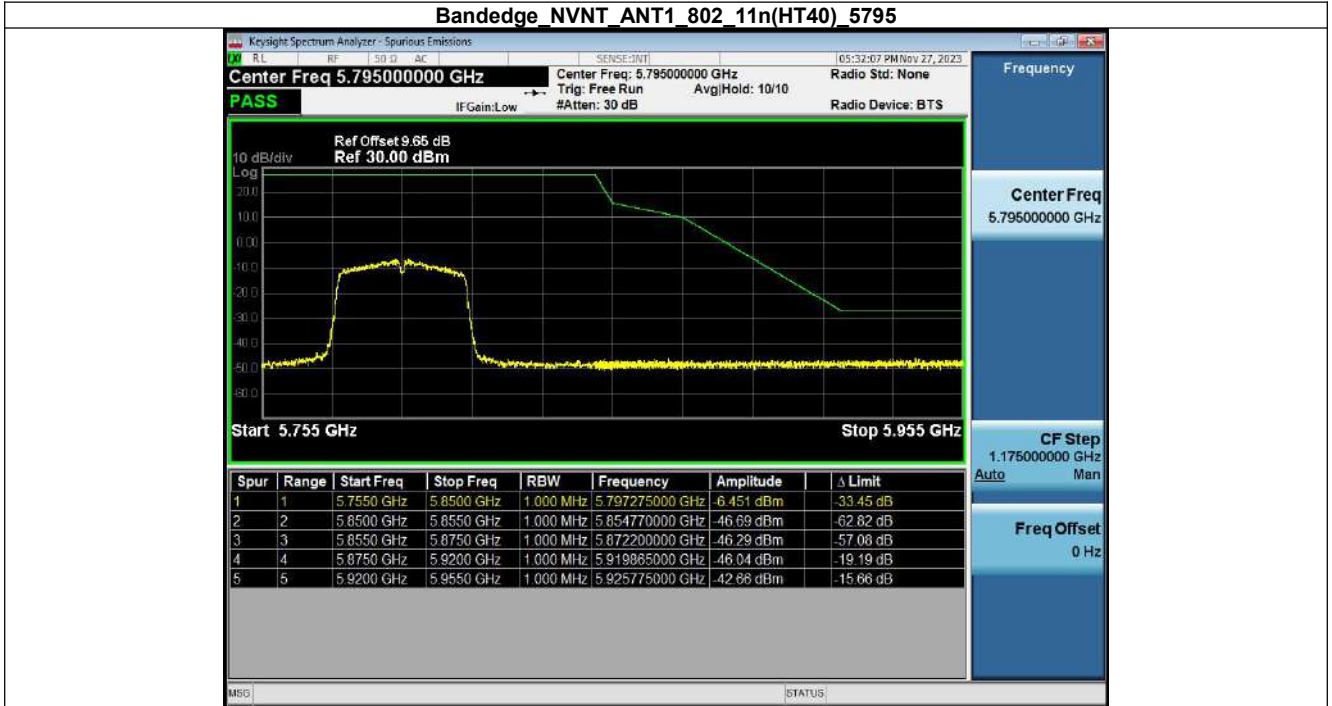 Bandedge_NVNT_ANT1_802_11n(HT40)_5795
Keysight Spectrum Analyzer - Spurious Emissions
RL RF 50 Ω AC SENSE:INT 05:32:07 PM Nov 27, 2023
Center Freq 5.795000000 GHz Center Freq: 5.795000000 GHz Radio Std: None Frequency
Trig: Free Run Avg|Hold: 10/10
PASS IFGain:Low #Atten: 30 dB Radio Device: BTS
Ref Offset 9.65 dB
10 dB/div Ref 30.00 dBm
Log
20.0
10.0
0.00
-10.0
-20.0
-30.0
-40.0
-50.0
-60.0
Start 5.755 GHz Stop 5.955 GHz
Center Freq
5.795000000 GHz
CF Step
1.175000000 GHz
Auto Man
Freq Offset
0 Hz
Spur Range Start Freq Stop Freq RBW Frequency Amplitude Δ Limit
1 1 5.7550 GHz 5.8500 GHz 1.000 MHz 5.797275000 GHz -6.451 dBm -33.45 dB
2 2 5.8500 GHz 5.8550 GHz 1.000 MHz 5.854770000 GHz -46.69 dBm -62.82 dB
3 3 5.8550 GHz 5.8750 GHz 1.000 MHz 5.872200000 GHz -46.29 dBm -57.08 dB
4 4 5.8750 GHz 5.9200 GHz 1.000 MHz 5.919865000 GHz -46.04 dBm -19.19 dB
5 5 5.9200 GHz 5.9550 GHz 1.000 MHz 5.925775000 GHz -42.66 dBm -15.66 dB
MSG STATUS